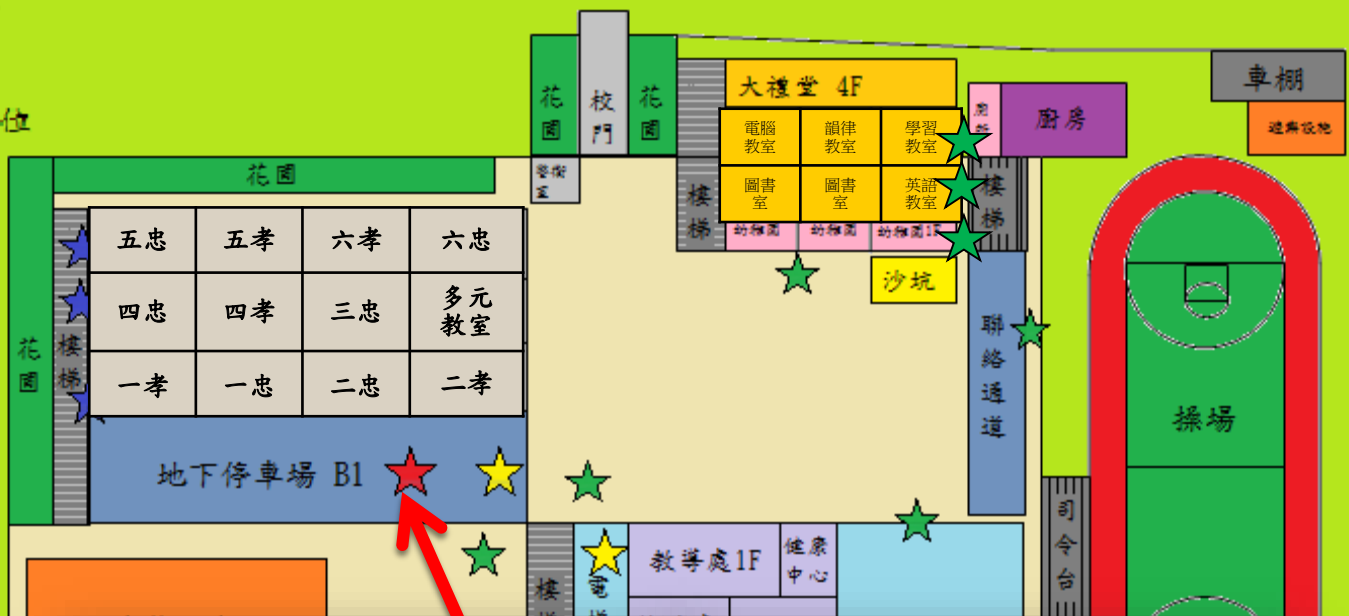 位
花園
校門
花園
大禮堂 4F
電腦教室
韻律教室
學習教室
圖書室
圖書室
英語教室
幼稚園
幼稚園
幼稚園1F
樓梯
樓梯
廚房
車棚
遊樂設施
警衛室
沙坑
花園
花園
樓梯
五忠
五孝
六孝
六忠
四忠
四孝
三忠
多元教室
一孝
一忠
二忠
二孝
地下停車場 B1
聯絡通道
操場
司令台
教導處1F
健康中心
樓
電